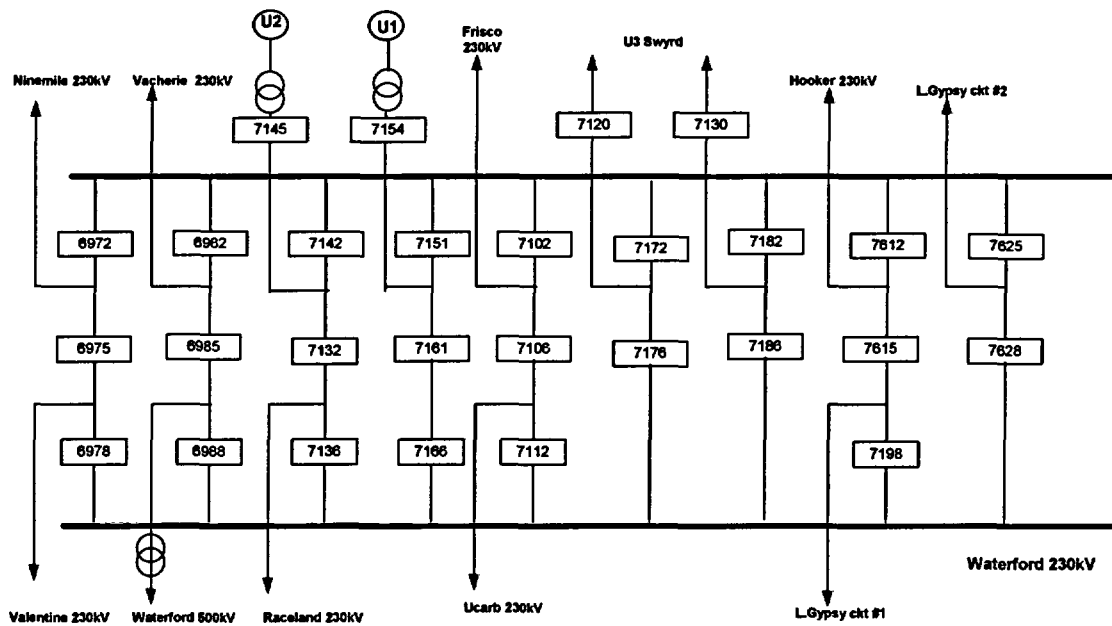 U2
U1
Frisco
230kV
U3 Swyrd
Ninemile 230kV
Vacherie 230kV
Hooker 230kV
L.Gypsy ckt #2
7145
7154
7120
7130
6972
6982
7142
7151
7102
7172
7182
7612
7625
6975
6985
7132
7161
7106
7176
7186
7615
7628
6978
6988
7136
7166
7112
7198
Waterford 230kV
Valentine 230kV
Waterford 500kV
Raceland 230kV
Ucarb 230kV
L.Gypsy ckt #1